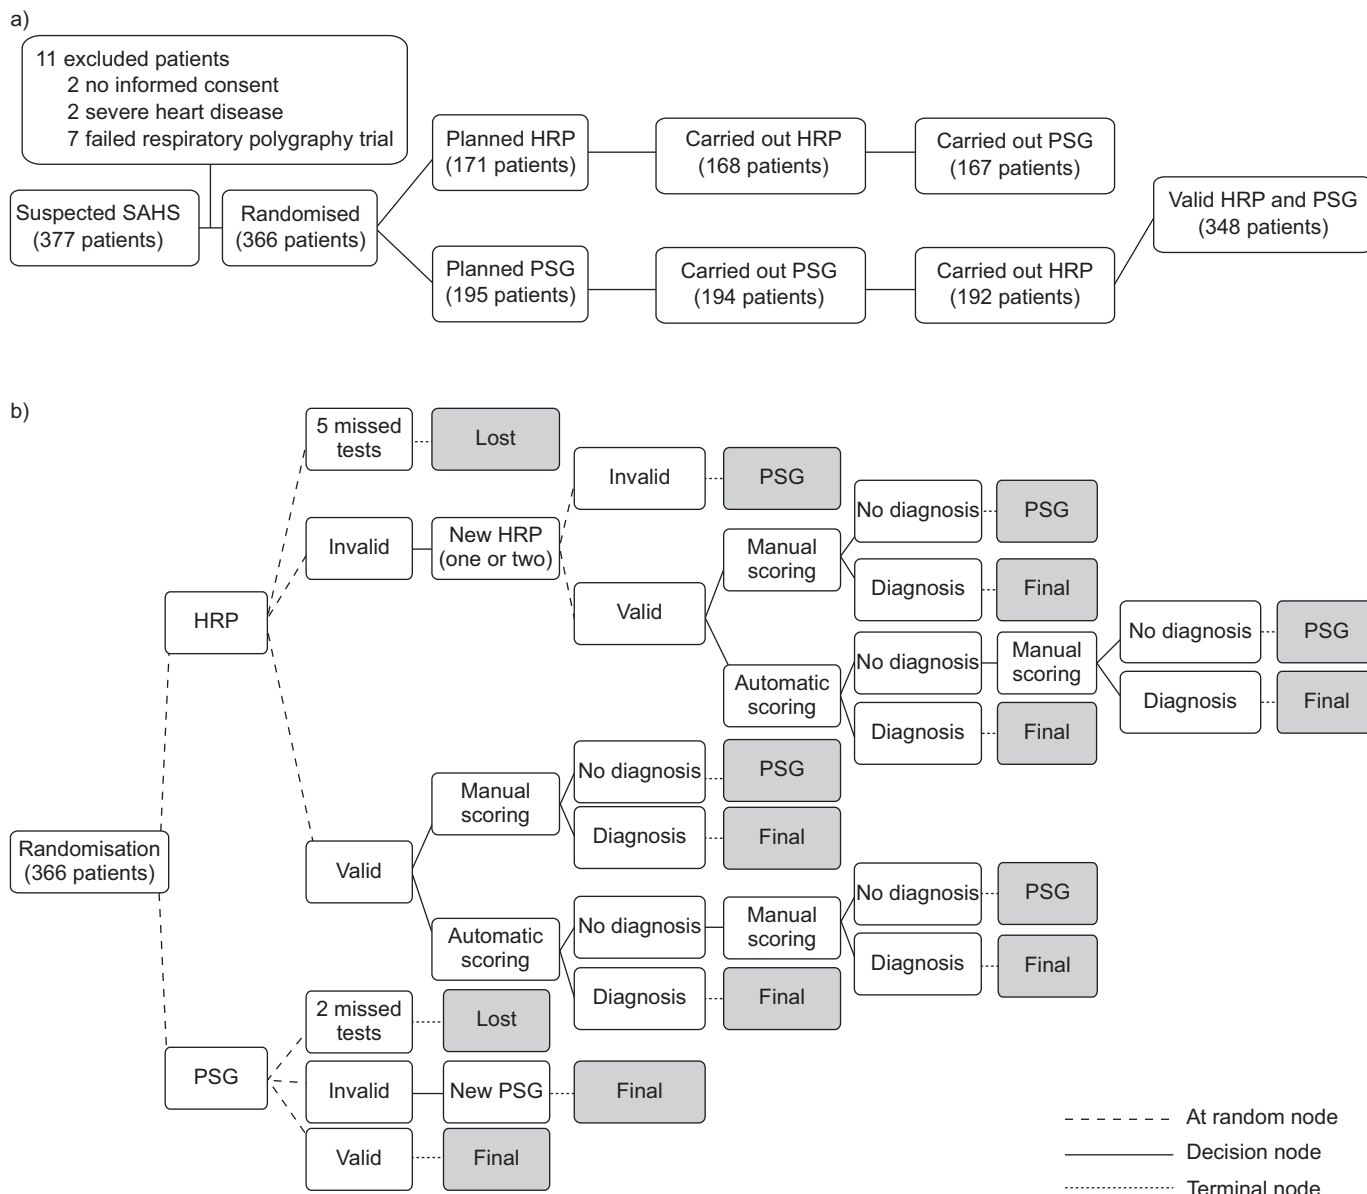 a)
11 excluded patients
2 no informed consent
2 severe heart disease
7 failed respiratory polygraphy trial
Suspected SAHS
(377 patients)
Randomised
(366 patients)
Planned HRP
(171 patients)
Carried out HRP
(168 patients)
Carried out PSG
(167 patients)
Planned PSG
(195 patients)
Carried out PSG
(194 patients)
Carried out HRP
(192 patients)
Valid HRP and PSG
(348 patients)
b)
Randomisation
(366 patients)
HRP
5 missed
tests
Lost
Invalid
New HRP
(one or two)
Invalid
PSG
Valid
Manual
scoring
No diagnosis
PSG
Diagnosis
Final
Automatic
scoring
No diagnosis
Manual
scoring
No diagnosis
PSG
Diagnosis
Final
Diagnosis
Final
Valid
Manual
scoring
No diagnosis
PSG
Diagnosis
Final
Automatic
scoring
No diagnosis
Manual
scoring
No diagnosis
PSG
Diagnosis
Final
Diagnosis
Final
PSG
2 missed
tests
Lost
Invalid
New PSG
Final
Valid
Final
At random node
Decision node
Terminal node